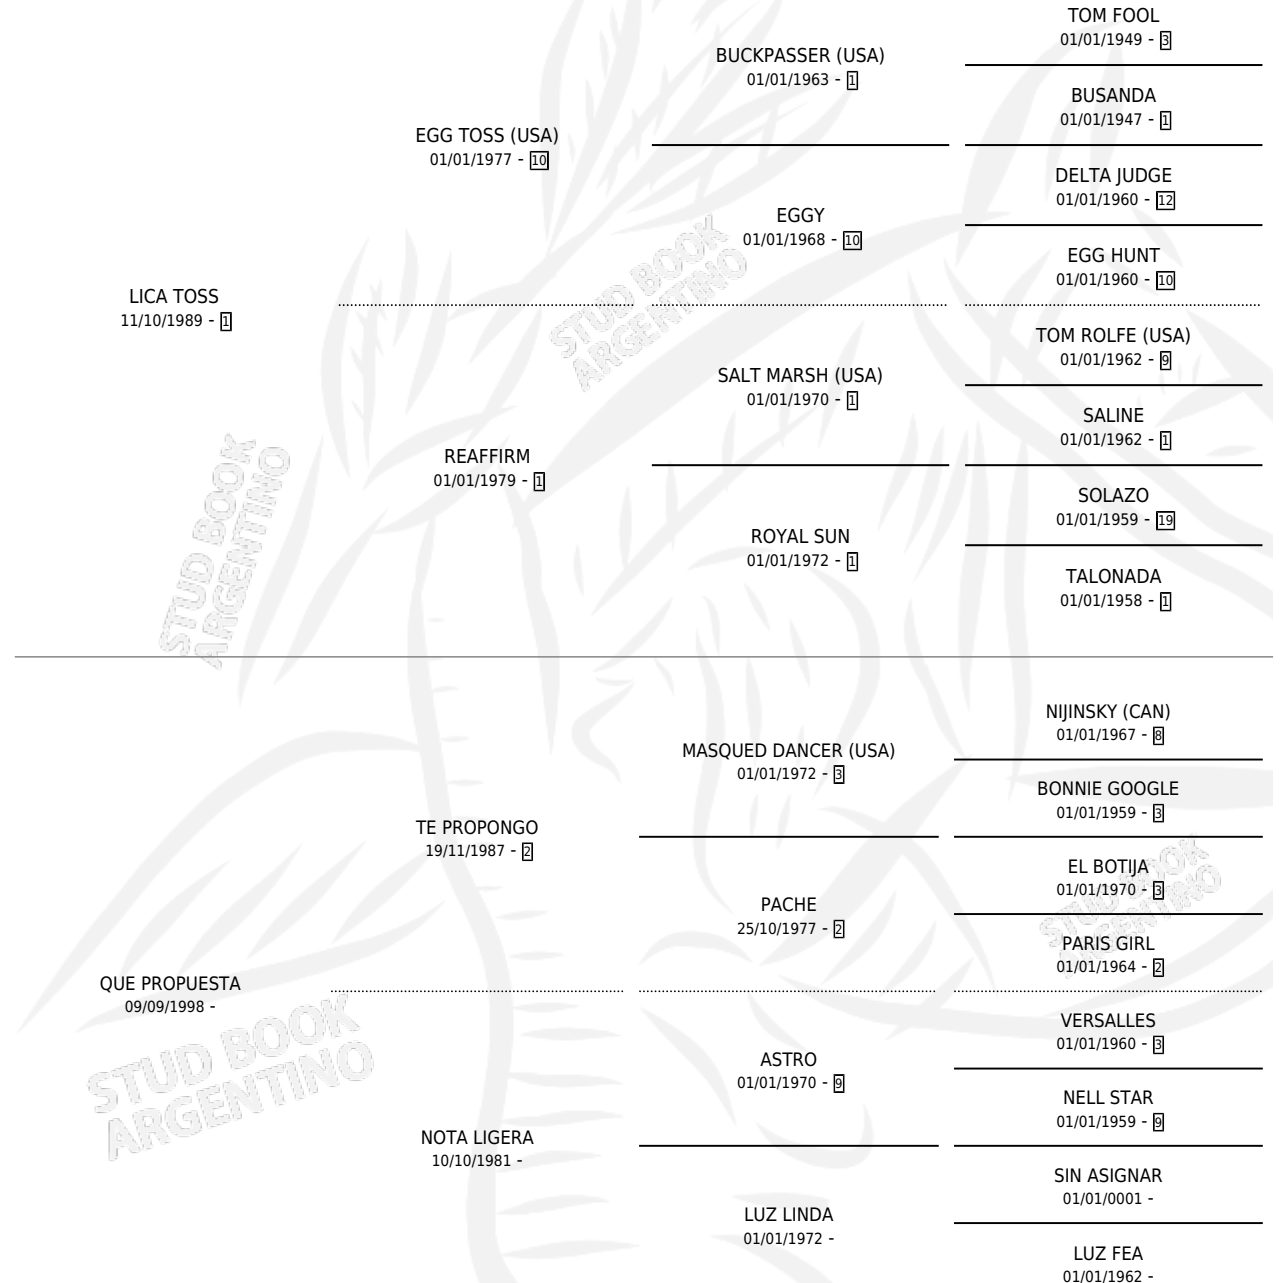 TOM FOOL
01/01/1949 - 3
BUCKPASSER (USA)
01/01/1963 - 1
BUSANDA
01/01/1947 - 1
EGG TOSS (USA)
01/01/1977 - 10
DELTA JUDGE
01/01/1960 - 12
EGGY
01/01/1968 - 10
EGG HUNT
01/01/1960 - 10
LICA TOSS
11/10/1989 - 1
TOM ROLFE (USA)
01/01/1962 - 9
SALT MARSH (USA)
01/01/1970 - 1
SALINE
01/01/1962 - 1
REAFFIRM
01/01/1979 - 1
SOLAZO
01/01/1959 - 19
ROYAL SUN
01/01/1972 - 1
TALONADA
01/01/1958 - 1
NIJINSKY (CAN)
01/01/1967 - 8
MASQUED DANCER (USA)
01/01/1972 - 3
BONNIE GOOGLE
01/01/1959 - 3
TE PROPONGO
19/11/1987 - 2
EL BOTIJA
01/01/1970 - 3
PACHE
25/10/1977 - 2
PARIS GIRL
01/01/1964 - 2
QUE PROPUESTA
09/09/1998 -
VERSALLES
01/01/1960 - 3
ASTRO
01/01/1970 - 9
NELL STAR
01/01/1959 - 9
NOTA LIGERA
10/10/1981 -
SIN ASIGNAR
01/01/0001 -
LUZ LINDA
01/01/1972 -
LUZ FEA
01/01/1962 -
STUD BOOK
ARGENTINO
STUD BOOK
ARGENTINO
STUD BOOK
ARGENTINO
STUD BOOK
ARGENTINO